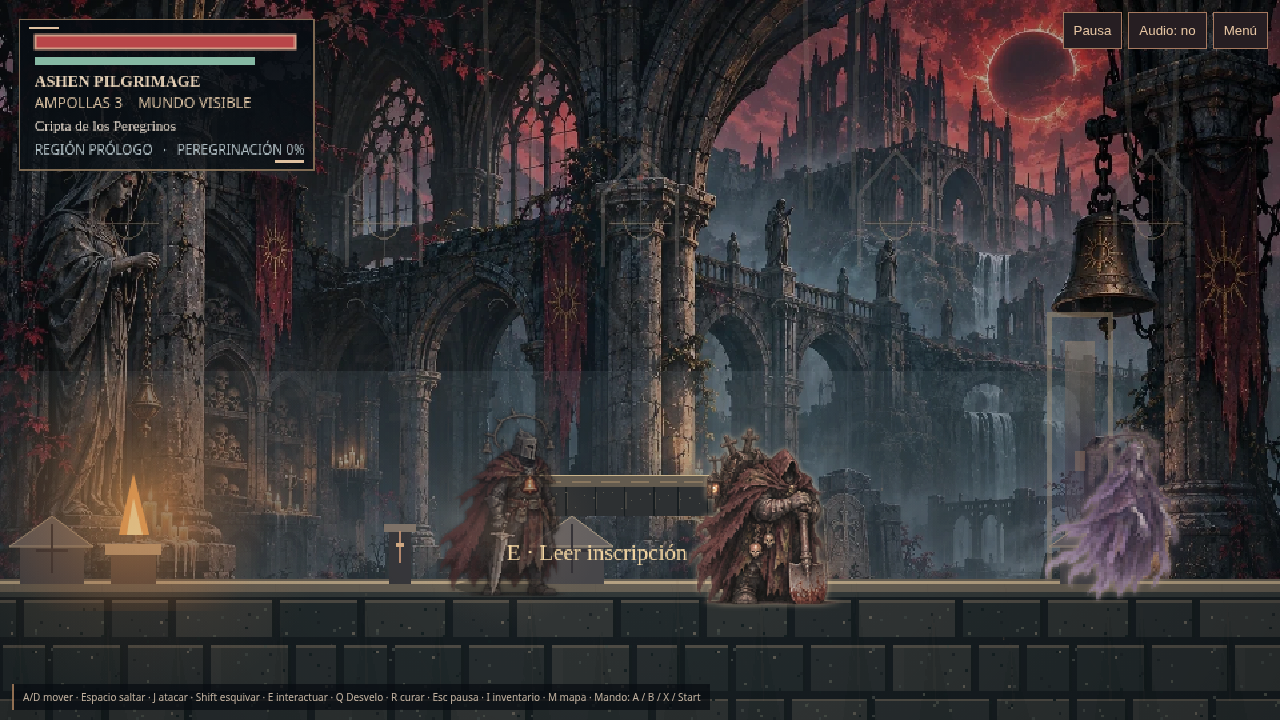 Pausa
Audio: no
Menú
ASHEN PILGRIMAGE
AMPOLLAS 3 MUNDO VISIBLE
Cripta de los Peregrinos
REGIÓN PRÓLOGO · PEREGRINACIÓN 0%
E · Leer inscripción
A/D mover · Espacio saltar · J atacar · Shift esquivar · E interactuar · Q Desvelo · R curar · Esc pausa · I inventario · M mapa · Mando: A / B / X / Start